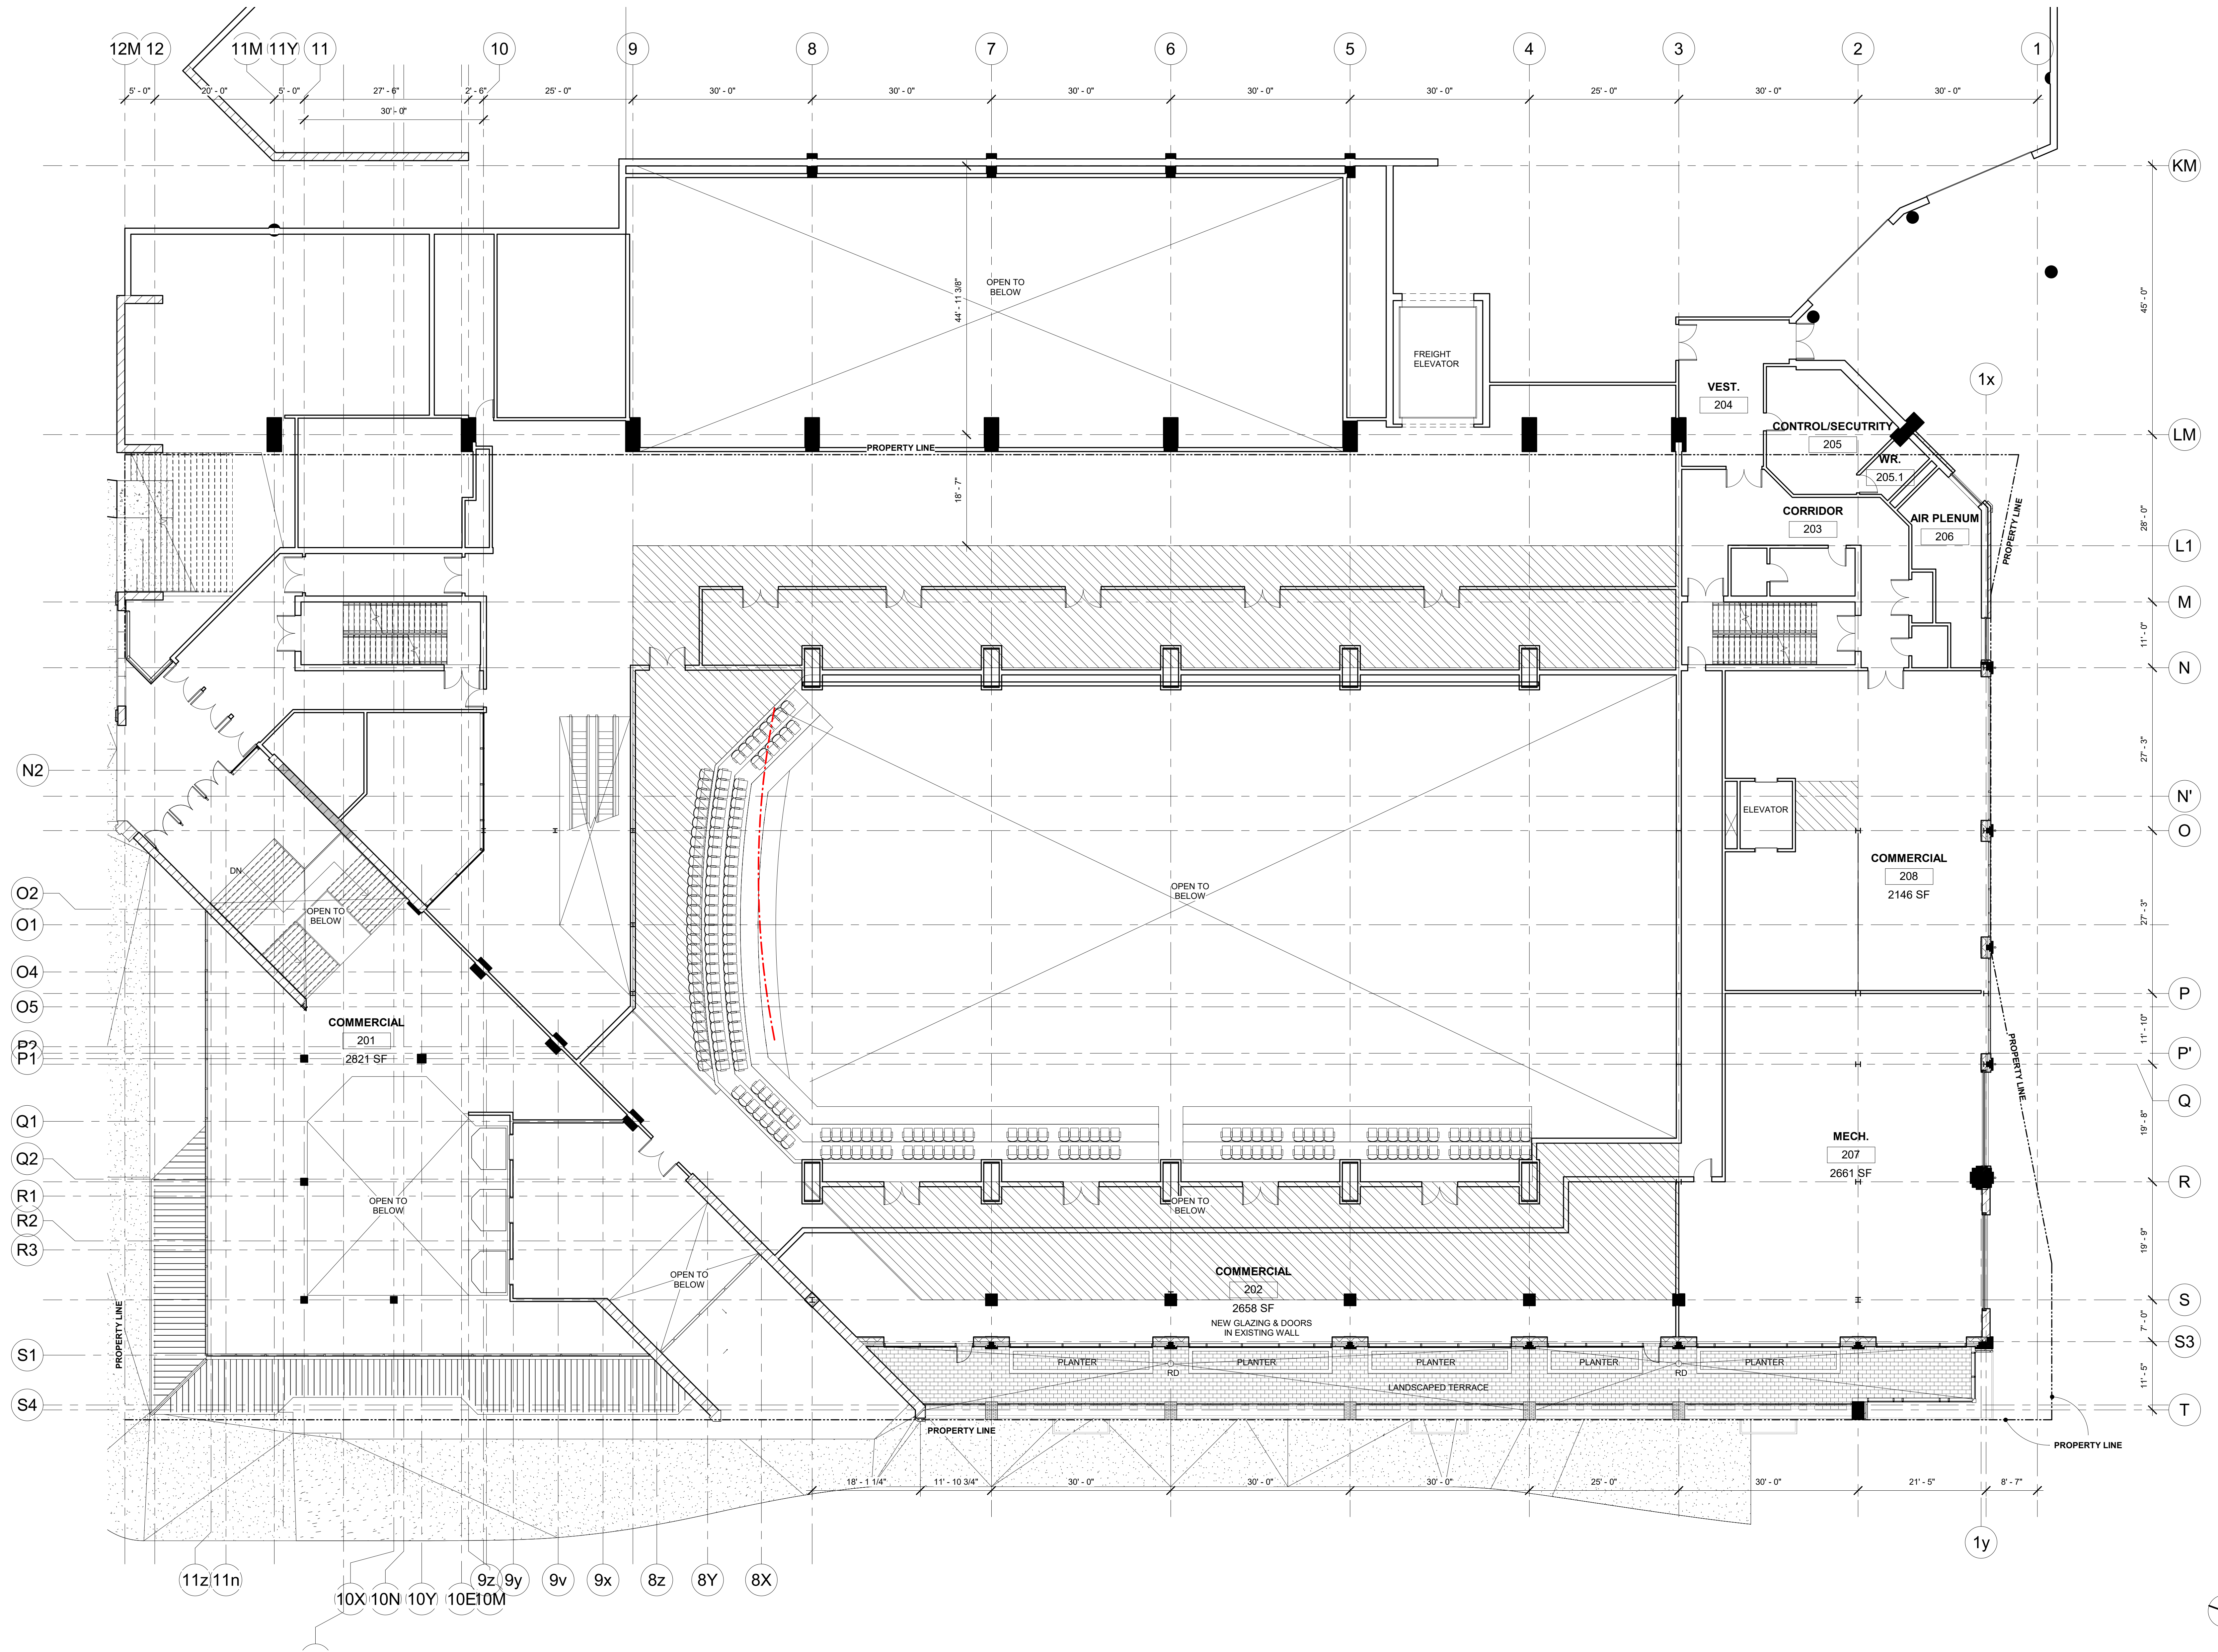 12M 12 11M 11Y 11 10 9 8 7 6 5 4 3 2 1
5' - 0" 20' - 0" 5' - 0" 27' - 6" 2' - 6" 25' - 0" 30' - 0" 30' - 0" 30' - 0" 30' - 0" 30' - 0" 25' - 0" 30' - 0" 30' - 0"
30' - 0"
KM
OPEN TO
BELOW
44' - 11 3/8"
45' - 0"
FREIGHT
ELEVATOR
1x
VEST.
204
CONTROL/SECUTRITY
205
LM
PROPERTY LINE
WR.
205.1
18' - 7"
CORRIDOR
203
AIR PLENUM
206
PROPERTY LINE
28' - 0"
L1
M
11' - 0"
N
27' - 3"
N2
N'
ELEVATOR
O
COMMERCIAL
208
2146 SF
DN
OPEN TO
BELOW
OPEN TO
BELOW
O2
O1
27' - 3"
O4
P
O5
COMMERCIAL
201
2821 SF
11' - 10"
P2
P1
P'
PROPERTY LINE
Q
Q1
19' - 8"
MECH.
207
2661 SF
Q2
R
R1
OPEN TO
BELOW
OPEN TO
BELOW
R2
R3
19' - 9"
OPEN TO
BELOW
COMMERCIAL
202
2658 SF
NEW GLAZING & DOORS
IN EXISTING WALL
S
7' - 0"
PROPERTY LINE
S3
S1
PLANTER PLANTER PLANTER PLANTER PLANTER
RD RD
LANDSCAPED TERRACE
11' - 5"
S4
T
PROPERTY LINE
PROPERTY LINE
18' - 1 1/4" 11' - 10 3/4" 30' - 0" 30' - 0" 30' - 0" 25' - 0" 30' - 0" 21' - 5" 8' - 7"
1y
11z 11n 9z 9y 9v 9x 8z 8Y 8X
10X 10N 10Y 10E 10M